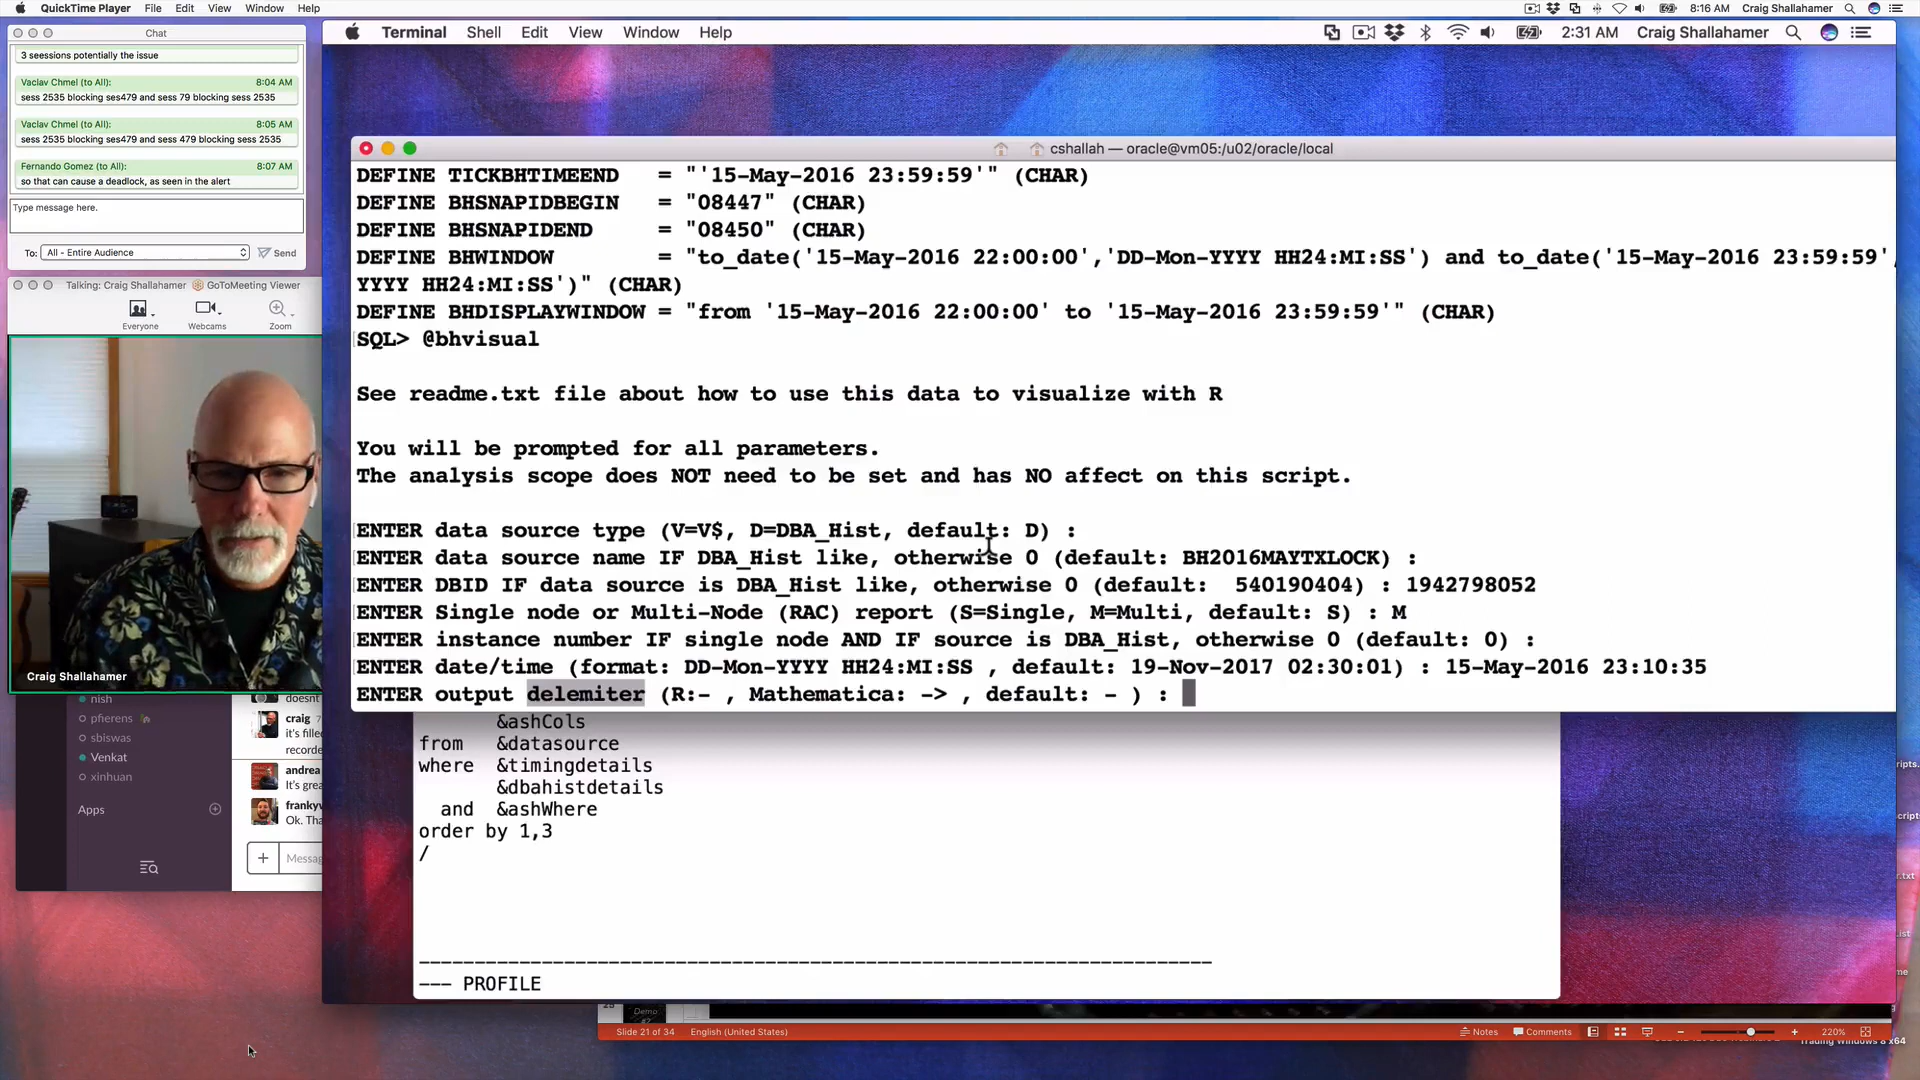 QuickTime Player File Edit View Window Help
8:16 AM Craig Shallahamer
Chat
3 seessions potentially the issue
Vaclav Chmel (to All): 8:04 AM
sess 2535 blocking ses479 and sess 79 blocking sess 2535
Vaclav Chmel (to All): 8:05 AM
sess 2535 blocking ses479 and sess 479 blocking sess 2535
Fernando Gomez (to All): 8:07 AM
so that can cause a deadlock, as seen in the alert
Type message here.
To: All - Entire Audience Send
Talking: Craig Shallahamer GoToMeeting Viewer
Everyone Webcams Zoom
Craig Shallahamer
nish
pfierens
sbiswas
Venkat
xinhuan
Apps
doesnt
craig 7
it's fille
recorde
andrea
It's grea
frankyv
Ok. Tha
Messa
Terminal Shell Edit View Window Help
2:31 AM Craig Shallahamer
cshallah — oracle@vm05:/u02/oracle/local
DEFINE TICKBHTIMEEND = "'15-May-2016 23:59:59'" (CHAR)
DEFINE BHSNAPIDBEGIN = "08447" (CHAR)
DEFINE BHSNAPIDEND = "08450" (CHAR)
DEFINE BHWINDOW = "to_date('15-May-2016 22:00:00','DD-Mon-YYYY HH24:MI:SS') and to_date('15-May-2016 23:59:59',
YYYY HH24:MI:SS')" (CHAR)
DEFINE BHDISPLAYWINDOW = "from '15-May-2016 22:00:00' to '15-May-2016 23:59:59'" (CHAR)
SQL> @bhvisual
See readme.txt file about how to use this data to visualize with R
You will be prompted for all parameters.
The analysis scope does NOT need to be set and has NO affect on this script.
ENTER data source type (V=V$, D=DBA_Hist, default: D) :
ENTER data source name IF DBA_Hist like, otherwise 0 (default: BH2016MAYTXLOCK) :
ENTER DBID IF data source is DBA_Hist like, otherwise 0 (default:  540190404) : 1942798052
ENTER Single node or Multi-Node (RAC) report (S=Single, M=Multi, default: S) : M
ENTER instance number IF single node AND IF source is DBA_Hist, otherwise 0 (default: 0) :
ENTER date/time (format: DD-Mon-YYYY HH24:MI:SS , default: 19-Nov-2017 02:30:01) : 15-May-2016 23:10:35
ENTER output delemiter (R:- , Mathematica: -> , default: - ) :
&ashCols
from &datasource
where &timingdetails
&dbahistdetails
and &ashWhere
order by 1,3
/
--- PROFILE
Demo
Slide 21 of 34 English (United States) Notes Comments 220%